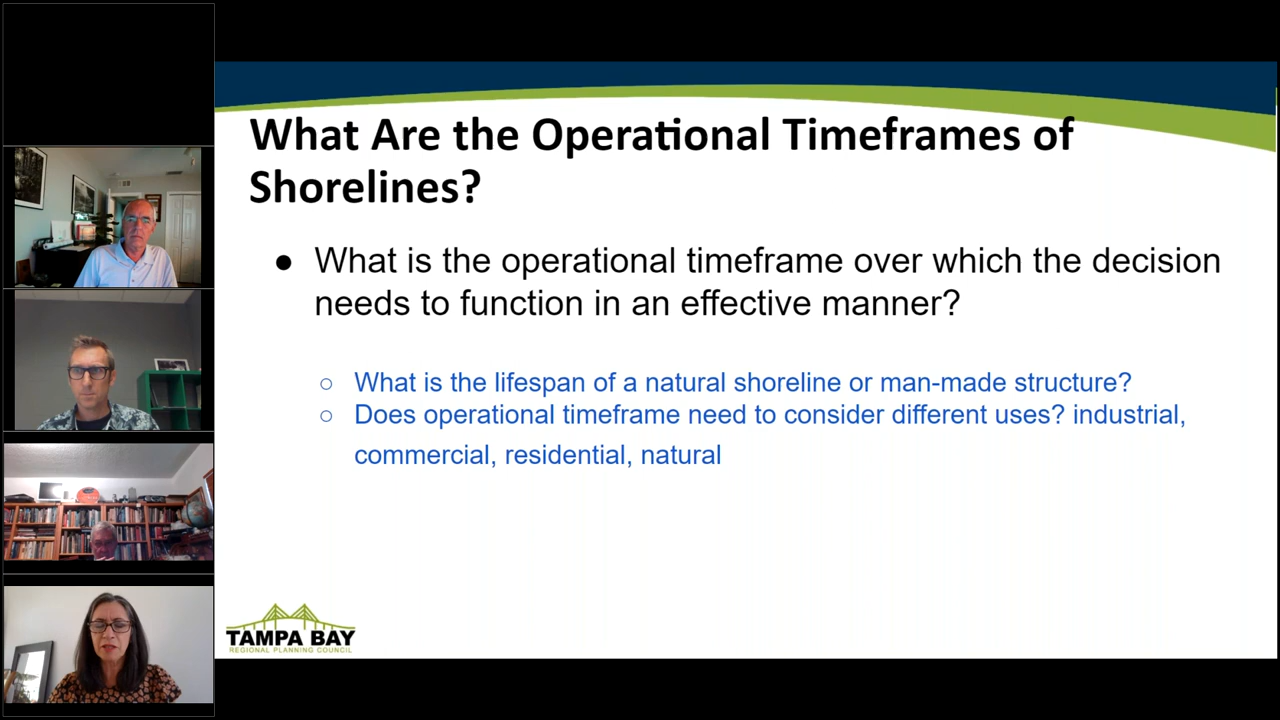 What Are the Operational Timeframes of
Shorelines?
● What is the operational timeframe over which the decision
needs to function in an effective manner?
○ What is the lifespan of a natural shoreline or man-made structure?
○ Does operational timeframe need to consider different uses? industrial,
commercial, residential, natural
TAMPA BAY
REGIONAL PLANNING COUNCIL